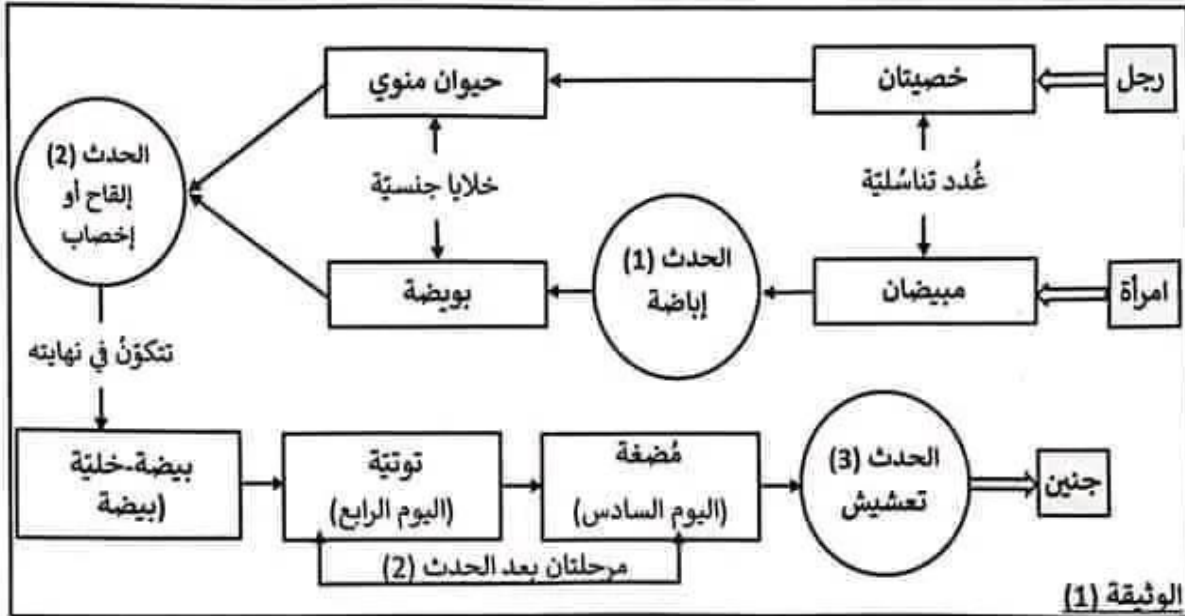 رجل
خصيتان
حيوان منوي
الحدث (2)
إلقاح أو
إخصاب
غُدد تناسُليّة
خلايا جنسيّة
امرأة
مبيضان
الحدث (1)
إباضة
بويضة
تتكوّنُ في نهايته
بيضة-خليّة
(بيضة
توتيّة
(اليوم الرابع)
مُضغة
(اليوم السادس)
الحدث (3)
تعشيش
جنين
مرحلتان بعد الحدث (2)
الوثيقة (1)